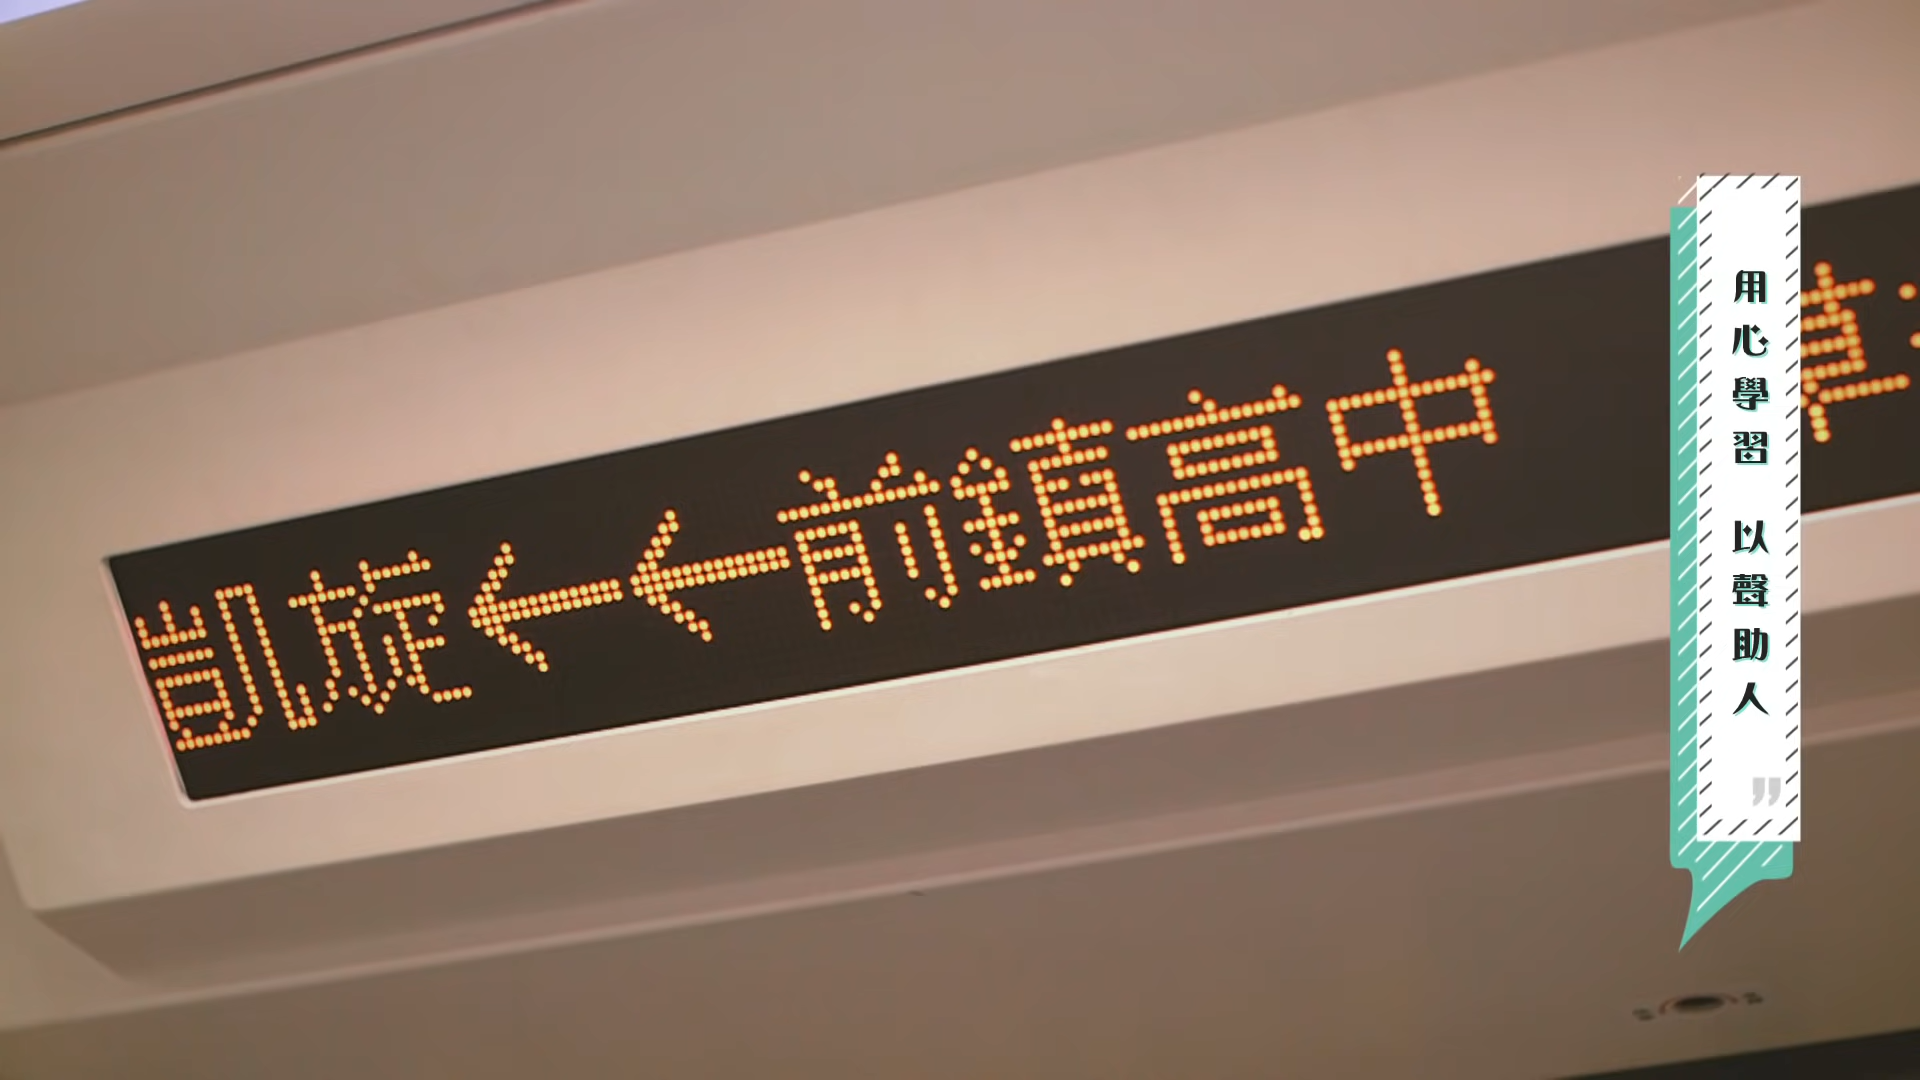 凱旋←←前鎮高中
用心學習 以聲助人